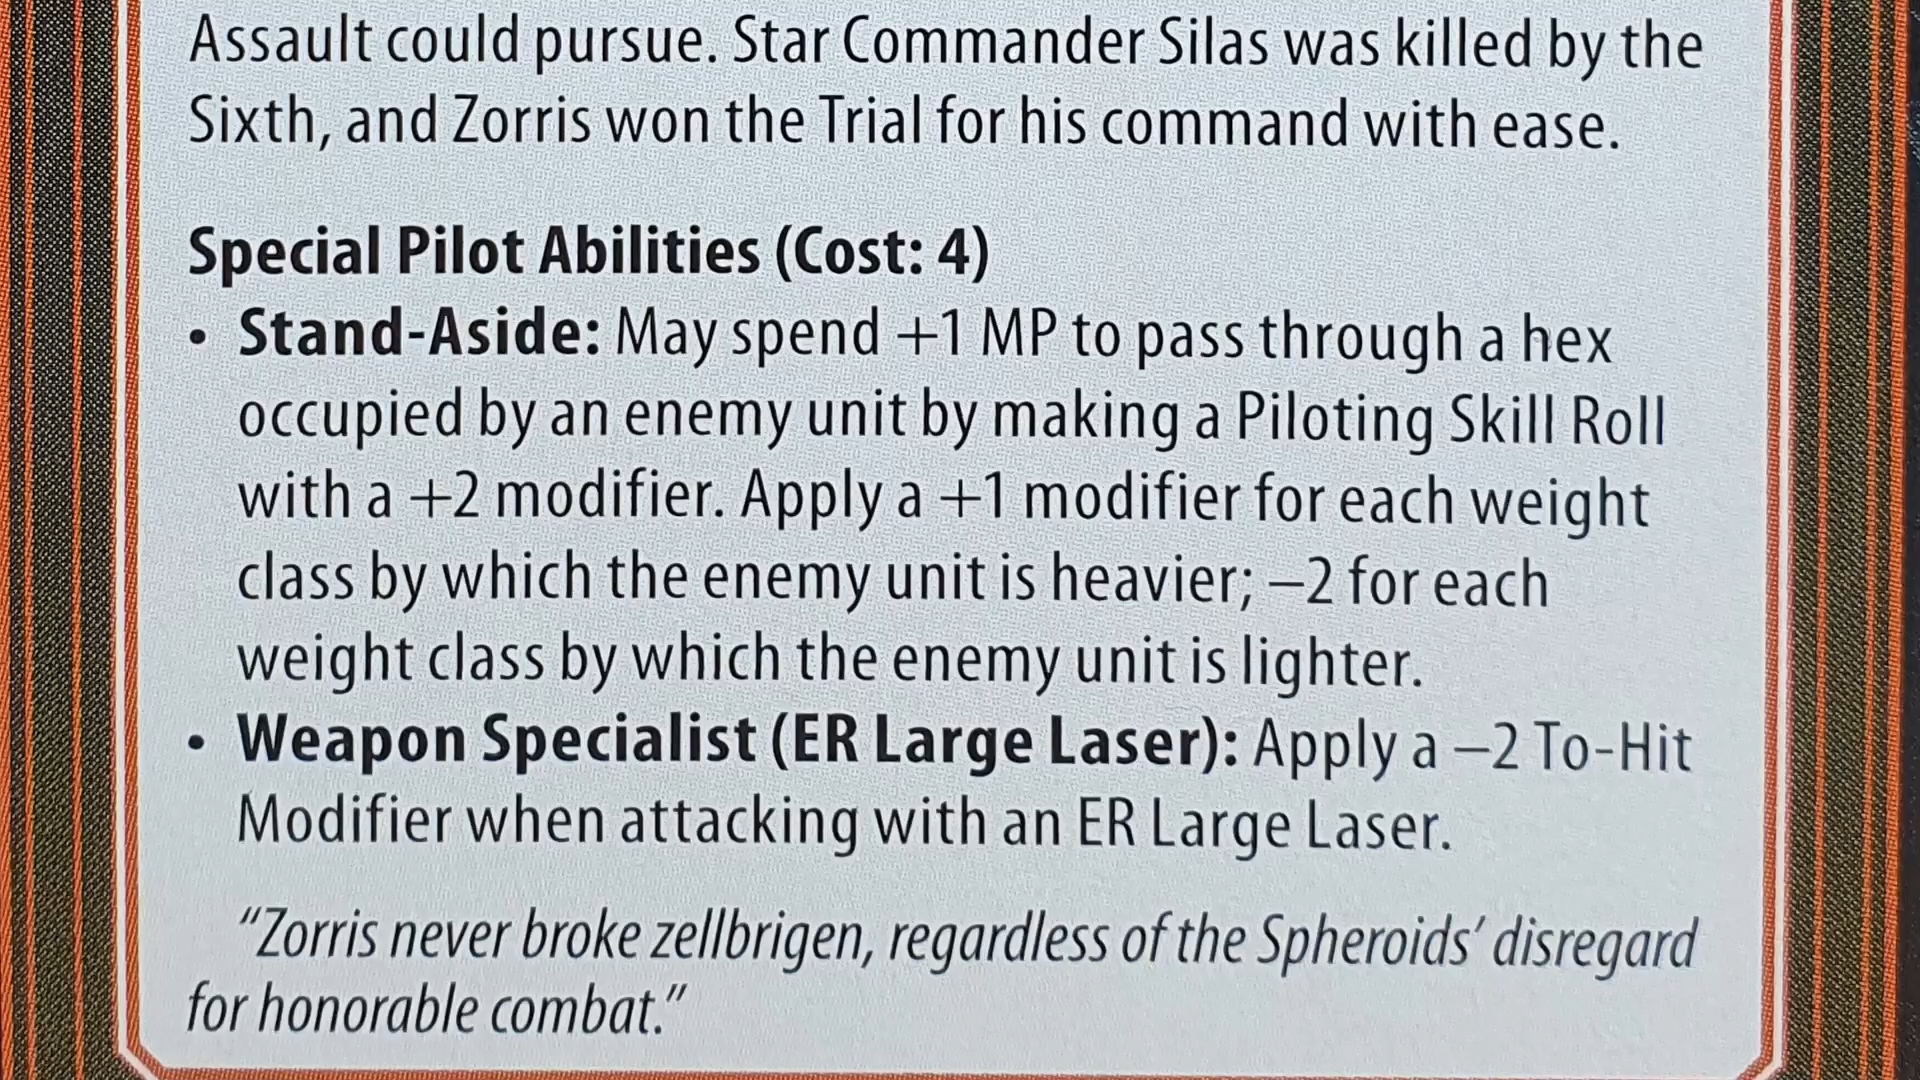 Assault could pursue. Star Commander Silas was killed by the
Sixth, and Zorris won the Trial for his command with ease.
Special Pilot Abilities (Cost: 4)
• Stand-Aside: May spend +1 MP to pass through a hex
occupied by an enemy unit by making a Piloting Skill Roll
with a +2 modifier. Apply a +1 modifier for each weight
class by which the enemy unit is heavier; –2 for each
weight class by which the enemy unit is lighter.
• Weapon Specialist (ER Large Laser): Apply a –2 To-Hit
Modifier when attacking with an ER Large Laser.
“Zorris never broke zellbrigen, regardless of the Spheroids’ disregard
for honorable combat.”